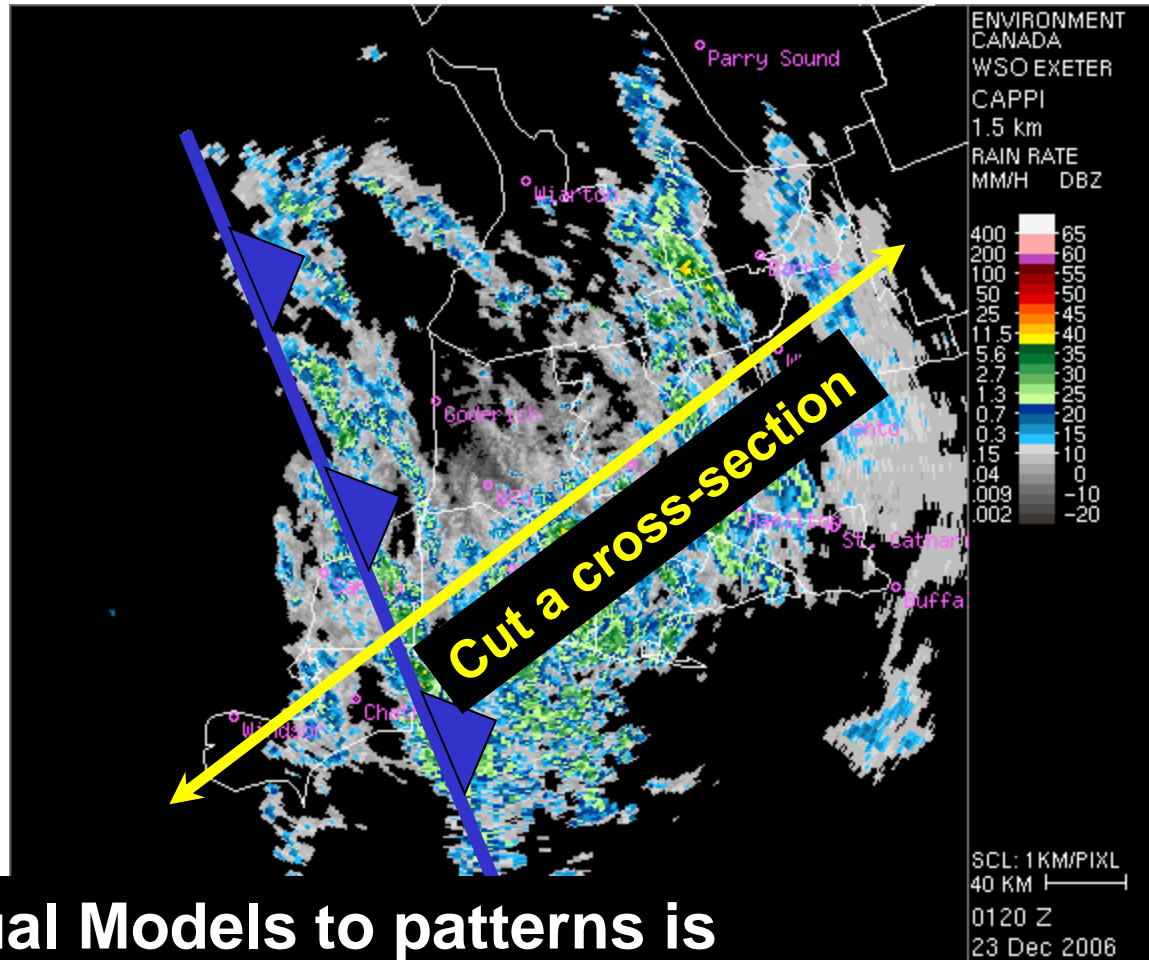 ENVIRONMENT
CANADA
WSO EXETER
CAPPI
1.5 km
RAIN RATE
MM/H DBZ
400 65
200 60
100 55
50 50
25 45
11.5 40
5.6 35
2.7 30
1.3 25
0.7 20
0.3 15
.15 10
.04 0
.009 -10
.002 -20
Parry Sound
Wiarton
Barrie
Goderich
Cut a cross-section
Hamilton
St. Cathar
Buffa
Windsor
SCL: 1KM/PIXL
40 KM
0120 Z
23 Dec 2006
ual Models to patterns is